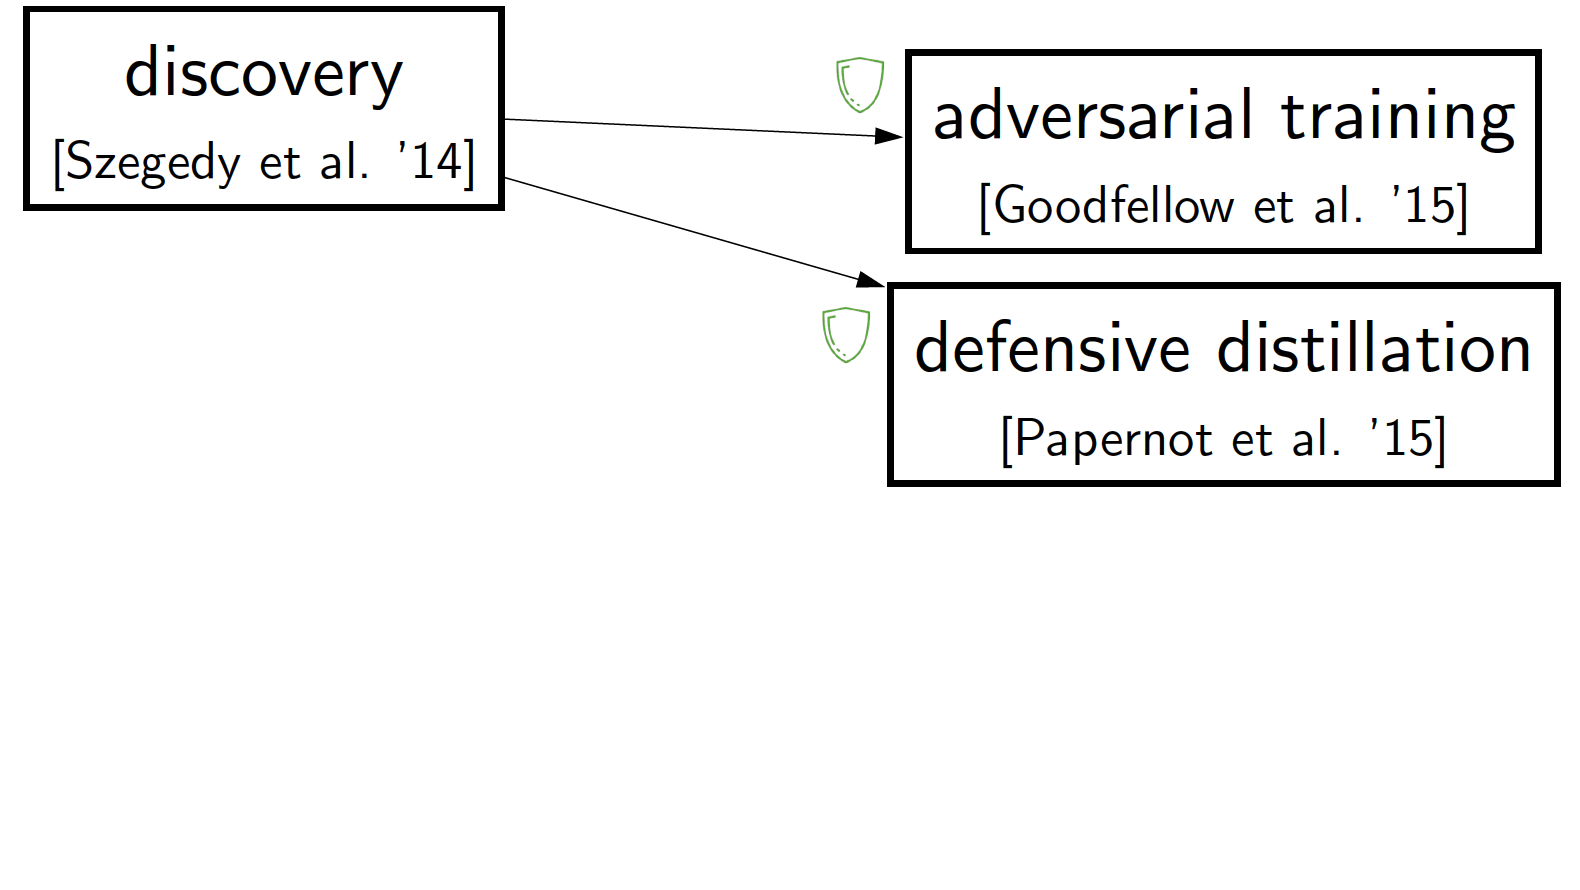 discovery
[Szegedy et al. ’14]
adversarial training
[Goodfellow et al. ’15]
defensive distillation
[Papernot et al. ’15]